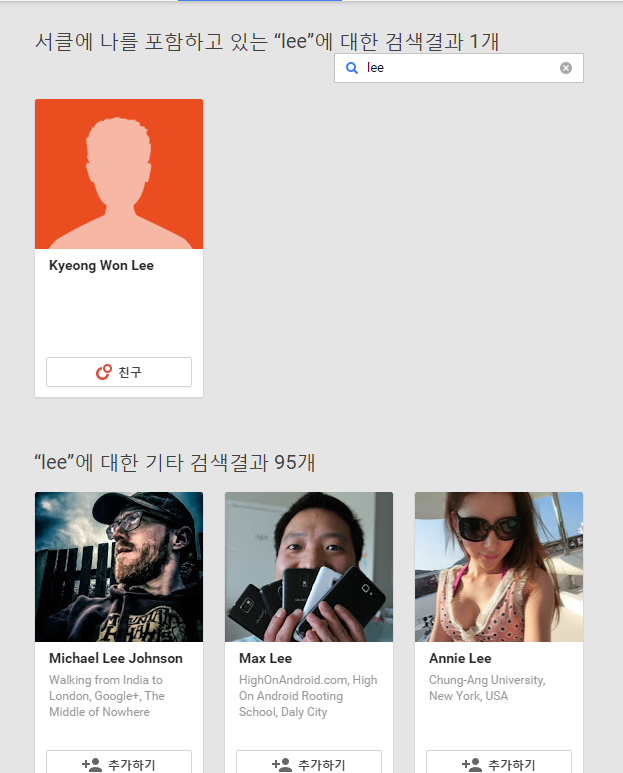 서클에 나를 포함하고 있는 “lee”에 대한 검색결과 1개
lee
Kyeong Won Lee
친구
“lee”에 대한 기타 검색결과 95개
Michael Lee Johnson
Walking from India to
London, Google+, The
Middle of Nowhere
추가하기
Max Lee
HighOnAndroid.com, High
On Android Rooting
School, Daly City
추가하기
Annie Lee
Chung-Ang University,
New York, USA
추가하기